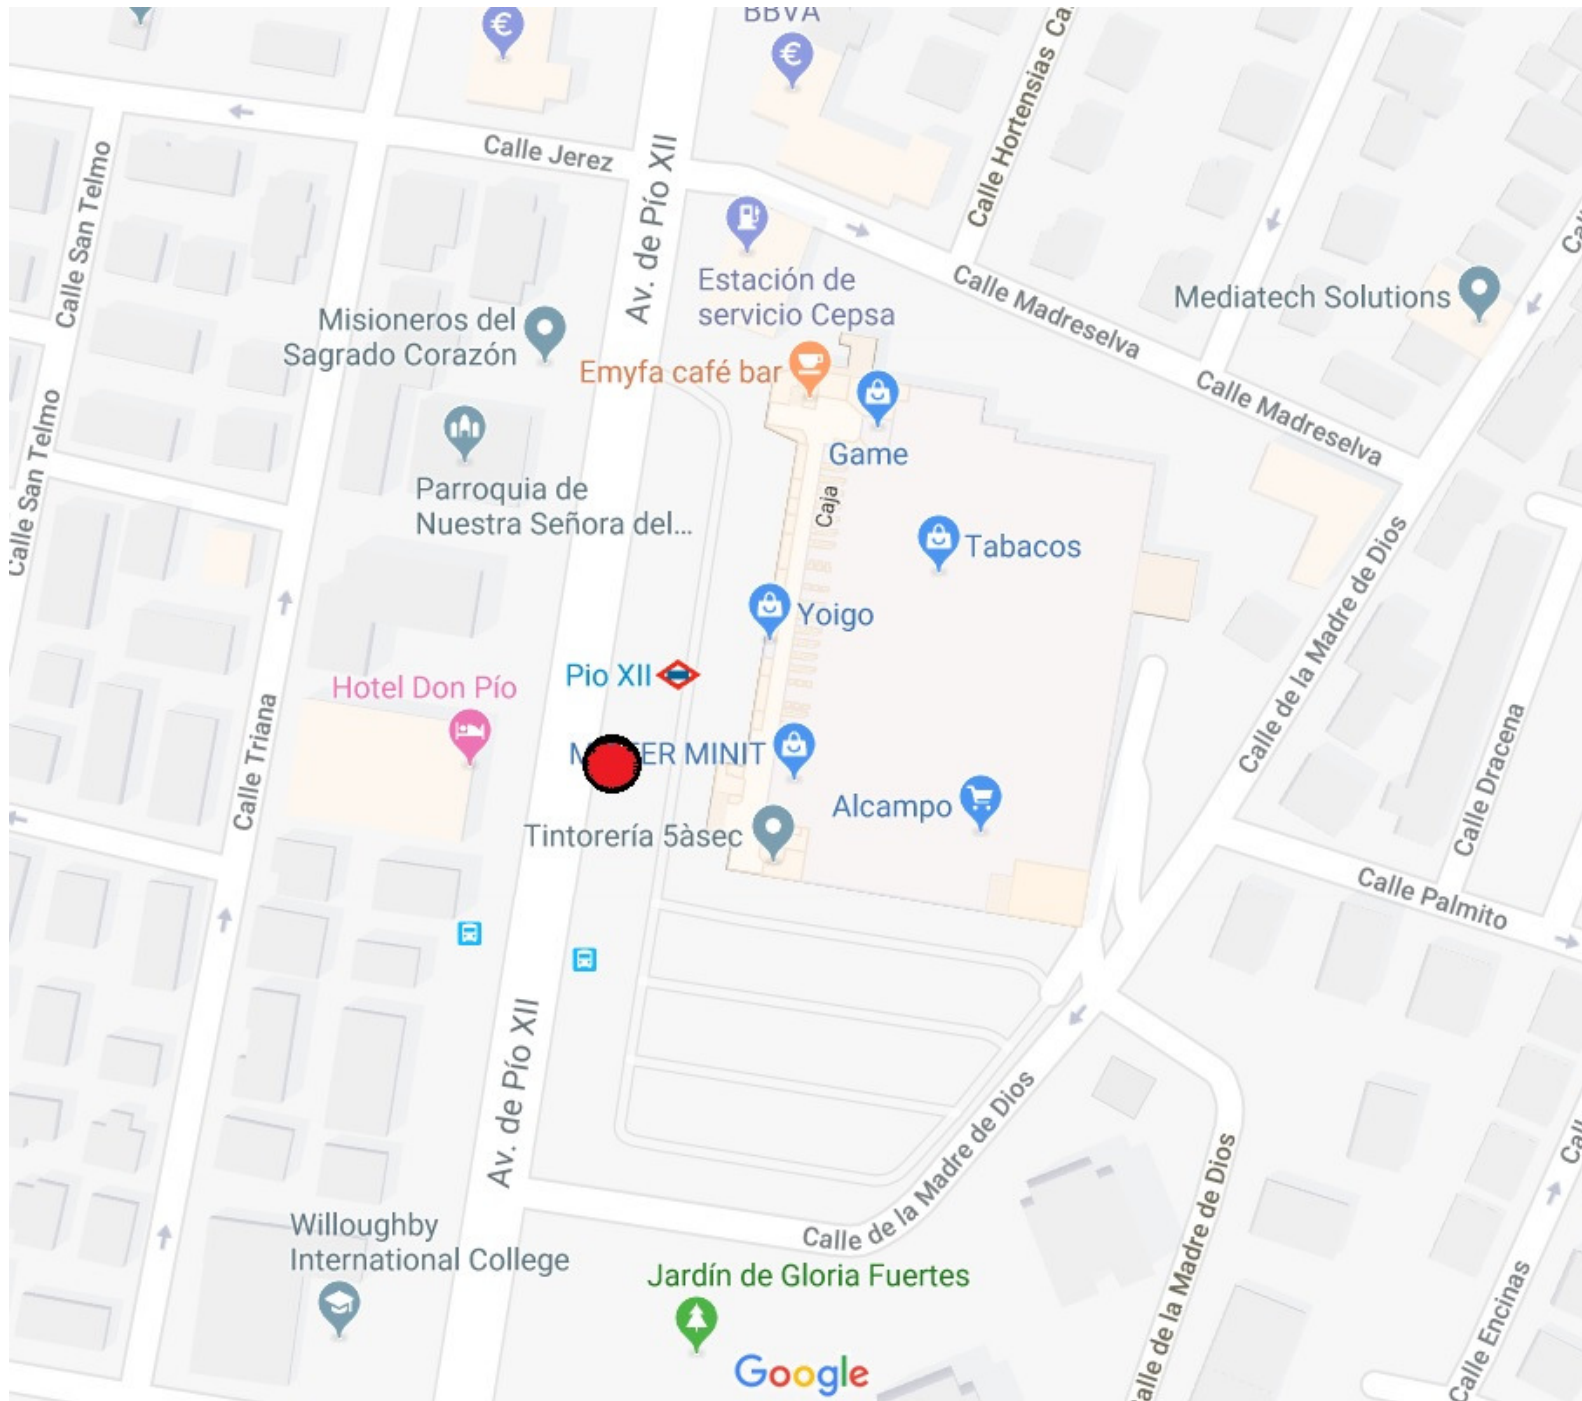 BBVA
Calle Hortensias
Ca
Calle Jerez
Av. de Pío XII
Calle San Telmo
Estación de
servicio Cepsa
Calle Madreselva
Mediatech Solutions
Misioneros del
Sagrado Corazón
Emyfa café bar
Calle Madreselva
Game
Calle San Telmo
Parroquia de
Nuestra Señora del...
Caja
Tabacos
Yoigo
Calle de la Madre de Dios
Pio XII
Hotel Don Pío
Calle Triana
MINIT
Calle Dracena
Alcampo
Tintorería 5àsec
Calle Palmito
Av. de Pío XII
Calle de la Madre de Dios
Calle de la Madre de Dios
Willoughby
International College
Jardín de Gloria Fuertes
Calle Encinas
Google